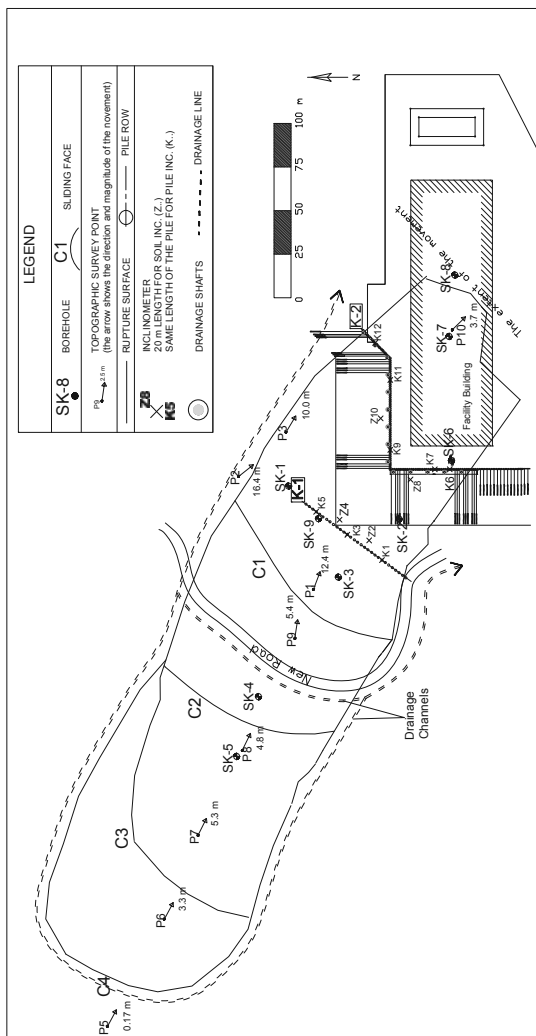 LEGEND
SK-8 BOREHOLE
C1 SLIDING FACE
P9 2.5 m TOPOGRAPHIC SURVEY POINT
(the arrow shows the direction and magnitude of the novement)
RUPTURE SURFACE
PILE ROW
Z8 INCLINOMETER
20 m LENGTH FOR SOIL INC. (Z..)
K5 SAME LENGTH OF THE PILE FOR PILE INC. (K..)
DRAINAGE SHAFTS
DRAINAGE LINE
0 25 50 75 100 m
N
P5
0.17 m
C4
P6
3.3 m
C3
P7
5.3 m
SK-5
P8
4.8 m
C2
SK-4
New Road
Drainage
Channels
P9
5.4 m
C1
P1
12.4 m
SK-3
SK-9
K-1
SK-1
K5
Z4
K3
Z2
K1
SK-2
P2
16.4 m
P3
10.0 m
K-2
K12
K11
Z10
K9
Z8
K7
K6
SK-6
Facility Building
SK-7
P10
3.7 m
SK-8
The extent of the movement